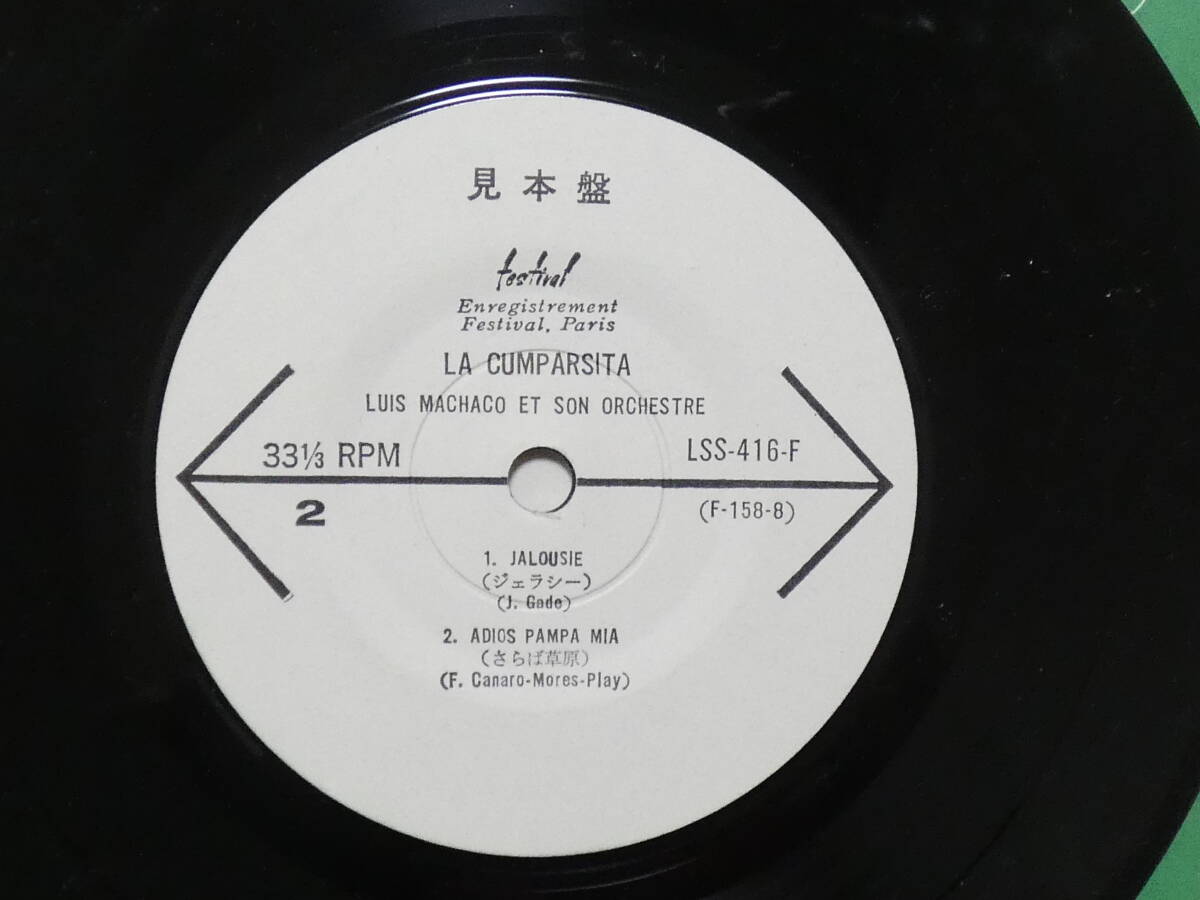 見本盤
festival
Enregistrement
Festival, Paris
LA CUMPARSITA
LUIS MACHACO ET SON ORCHESTRE
33⅓ RPM
LSS-416-F
2
(F-158-8)
1. JALOUSIE
(ジェラシー)
(J. Gade)
2. ADIOS PAMPA MIA
(さらば草原)
(F. Canaro-Mores-Play)